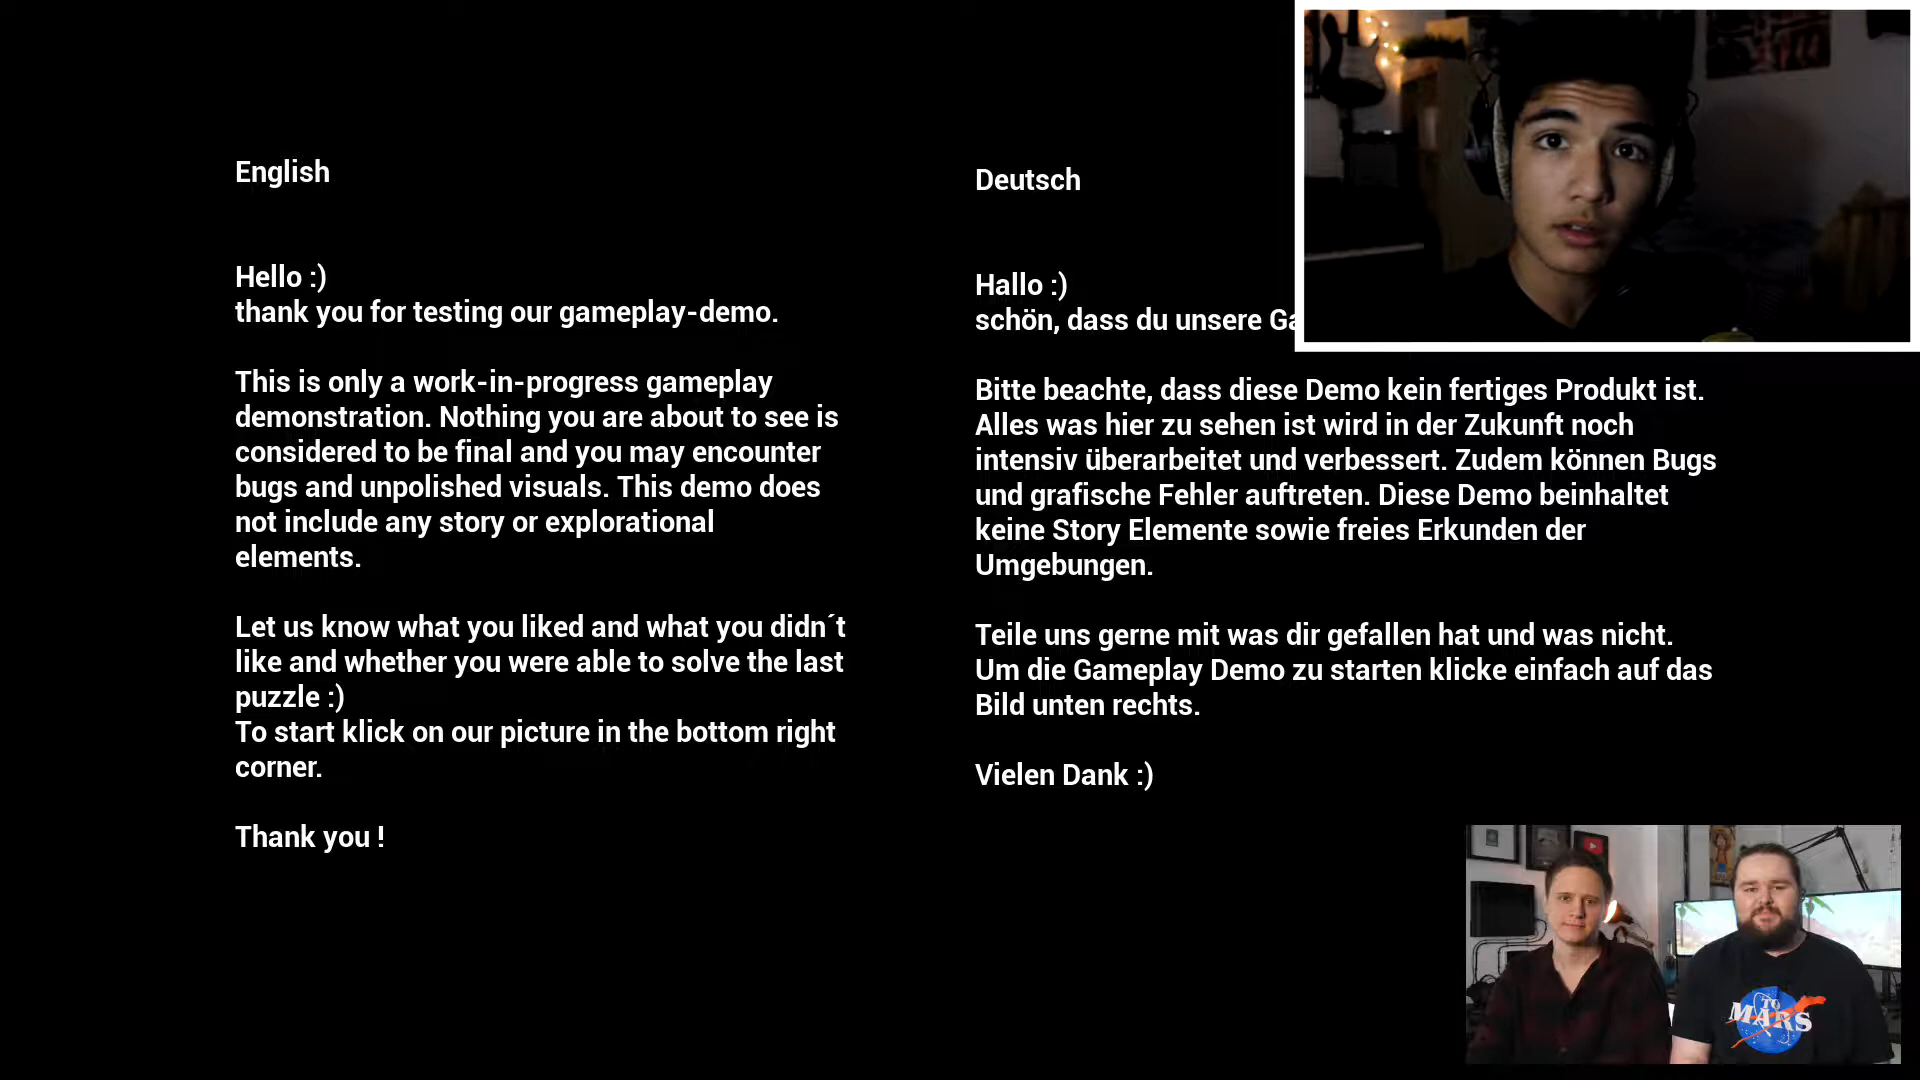 English
Hello :)
thank you for testing our gameplay-demo.
This is only a work-in-progress gameplay
demonstration. Nothing you are about to see is
considered to be final and you may encounter
bugs and unpolished visuals. This demo does
not include any story or explorational
elements.
Let us know what you liked and what you didn´t
like and whether you were able to solve the last
puzzle :)
To start klick on our picture in the bottom right
corner.
Thank you !
Deutsch
Hallo :)
schön, dass du unsere
Bitte beachte, dass diese Demo kein fertiges Produkt ist.
Alles was hier zu sehen ist wird in der Zukunft noch
intensiv überarbeitet und verbessert. Zudem können Bugs
und grafische Fehler auftreten. Diese Demo beinhaltet
keine Story Elemente sowie freies Erkunden der
Umgebungen.
Teile uns gerne mit was dir gefallen hat und was nicht.
Um die Gameplay Demo zu starten klicke einfach auf das
Bild unten rechts.
Vielen Dank :)
TO
MARS